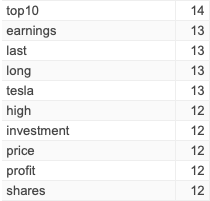 top10 14
earnings 13
last 13
long 13
tesla 13
high 12
investment 12
price 12
profit 12
shares 12